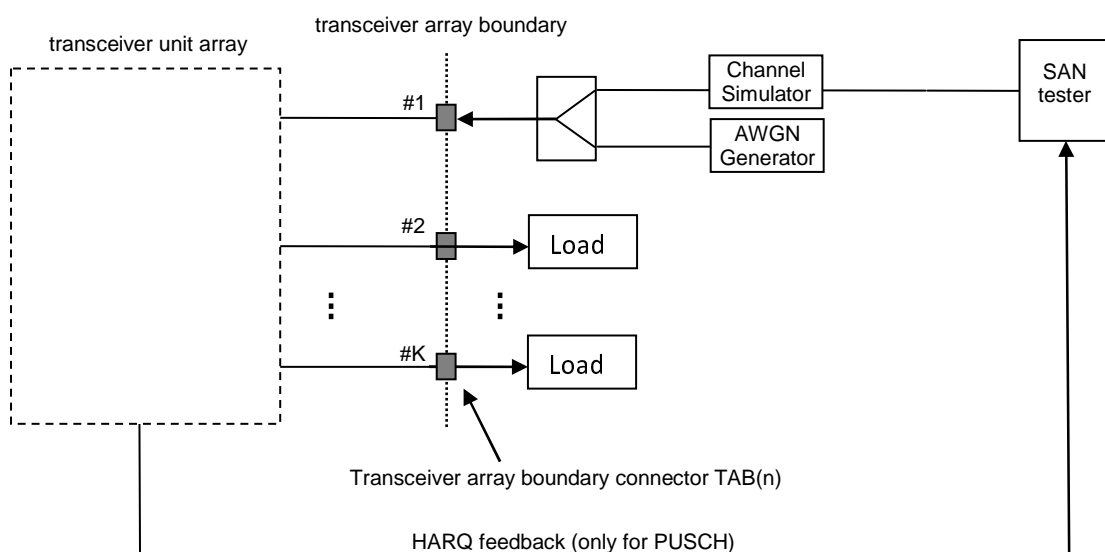 transceiver array boundary
transceiver unit array
#1
Channel
Simulator
SAN
tester
AWGN
Generator
#2
Load
#K
Load
Transceiver array boundary connector TAB(n)
HARQ feedback (only for PUSCH)